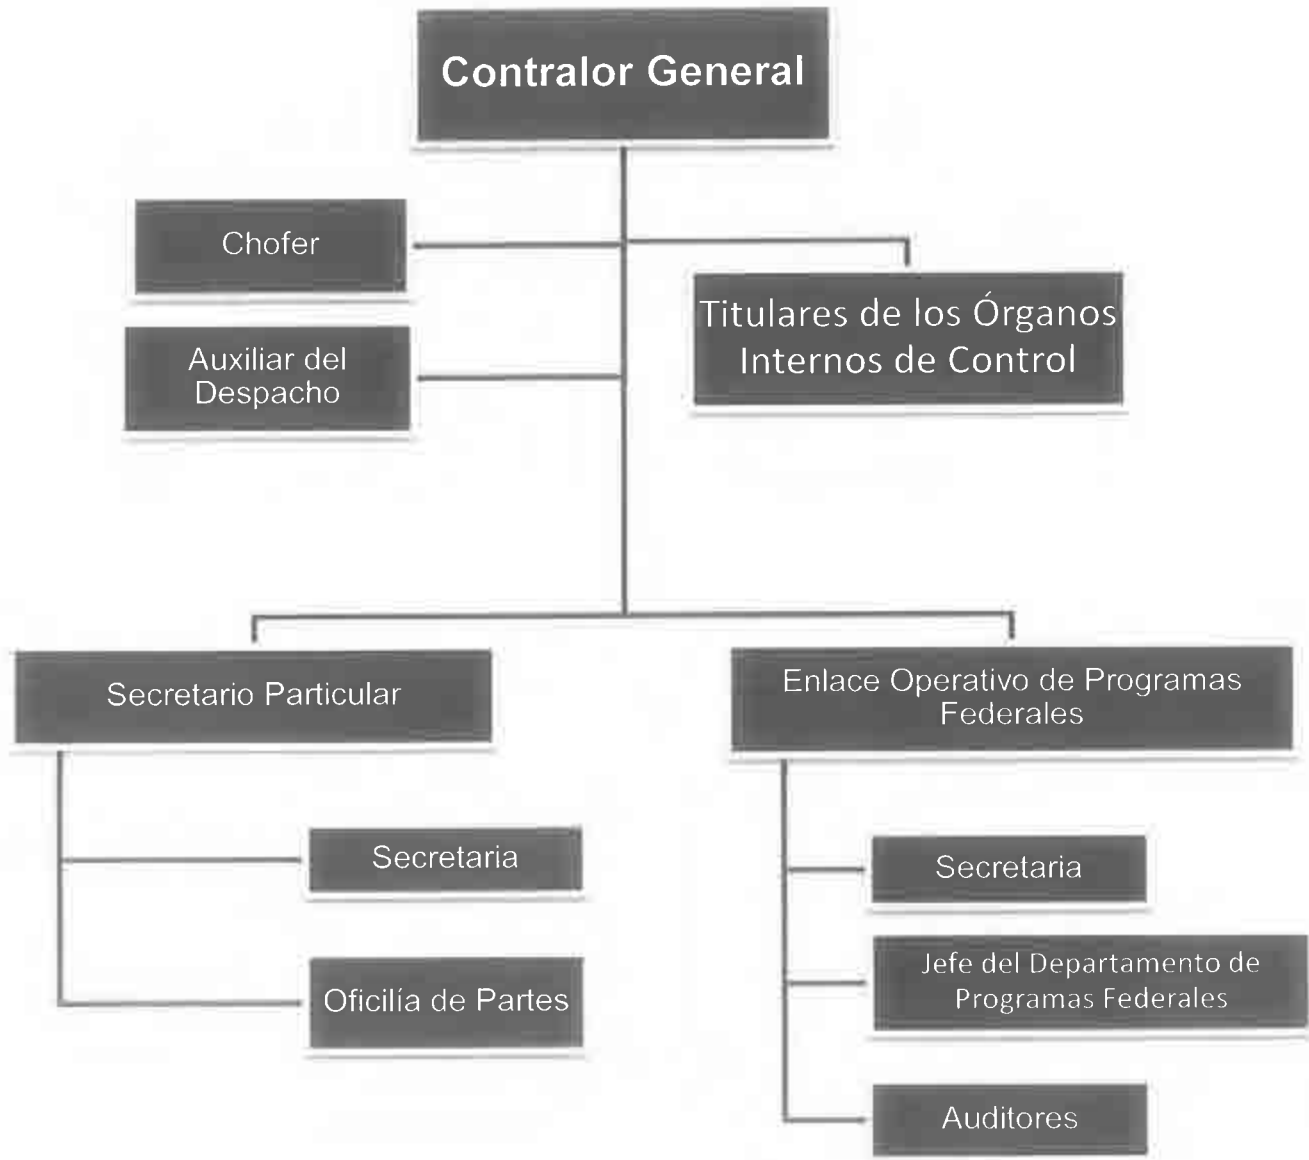 Contralor General
Chofer
Titulares de los Órganos
Internos de Control
Auxiliar del
Despacho
Secretario Particular
Enlace Operativo de Programas
Federales
Secretaria
Secretaria
Oficilía de Partes
Jefe del Departamento de
Programas Federales
Auditores